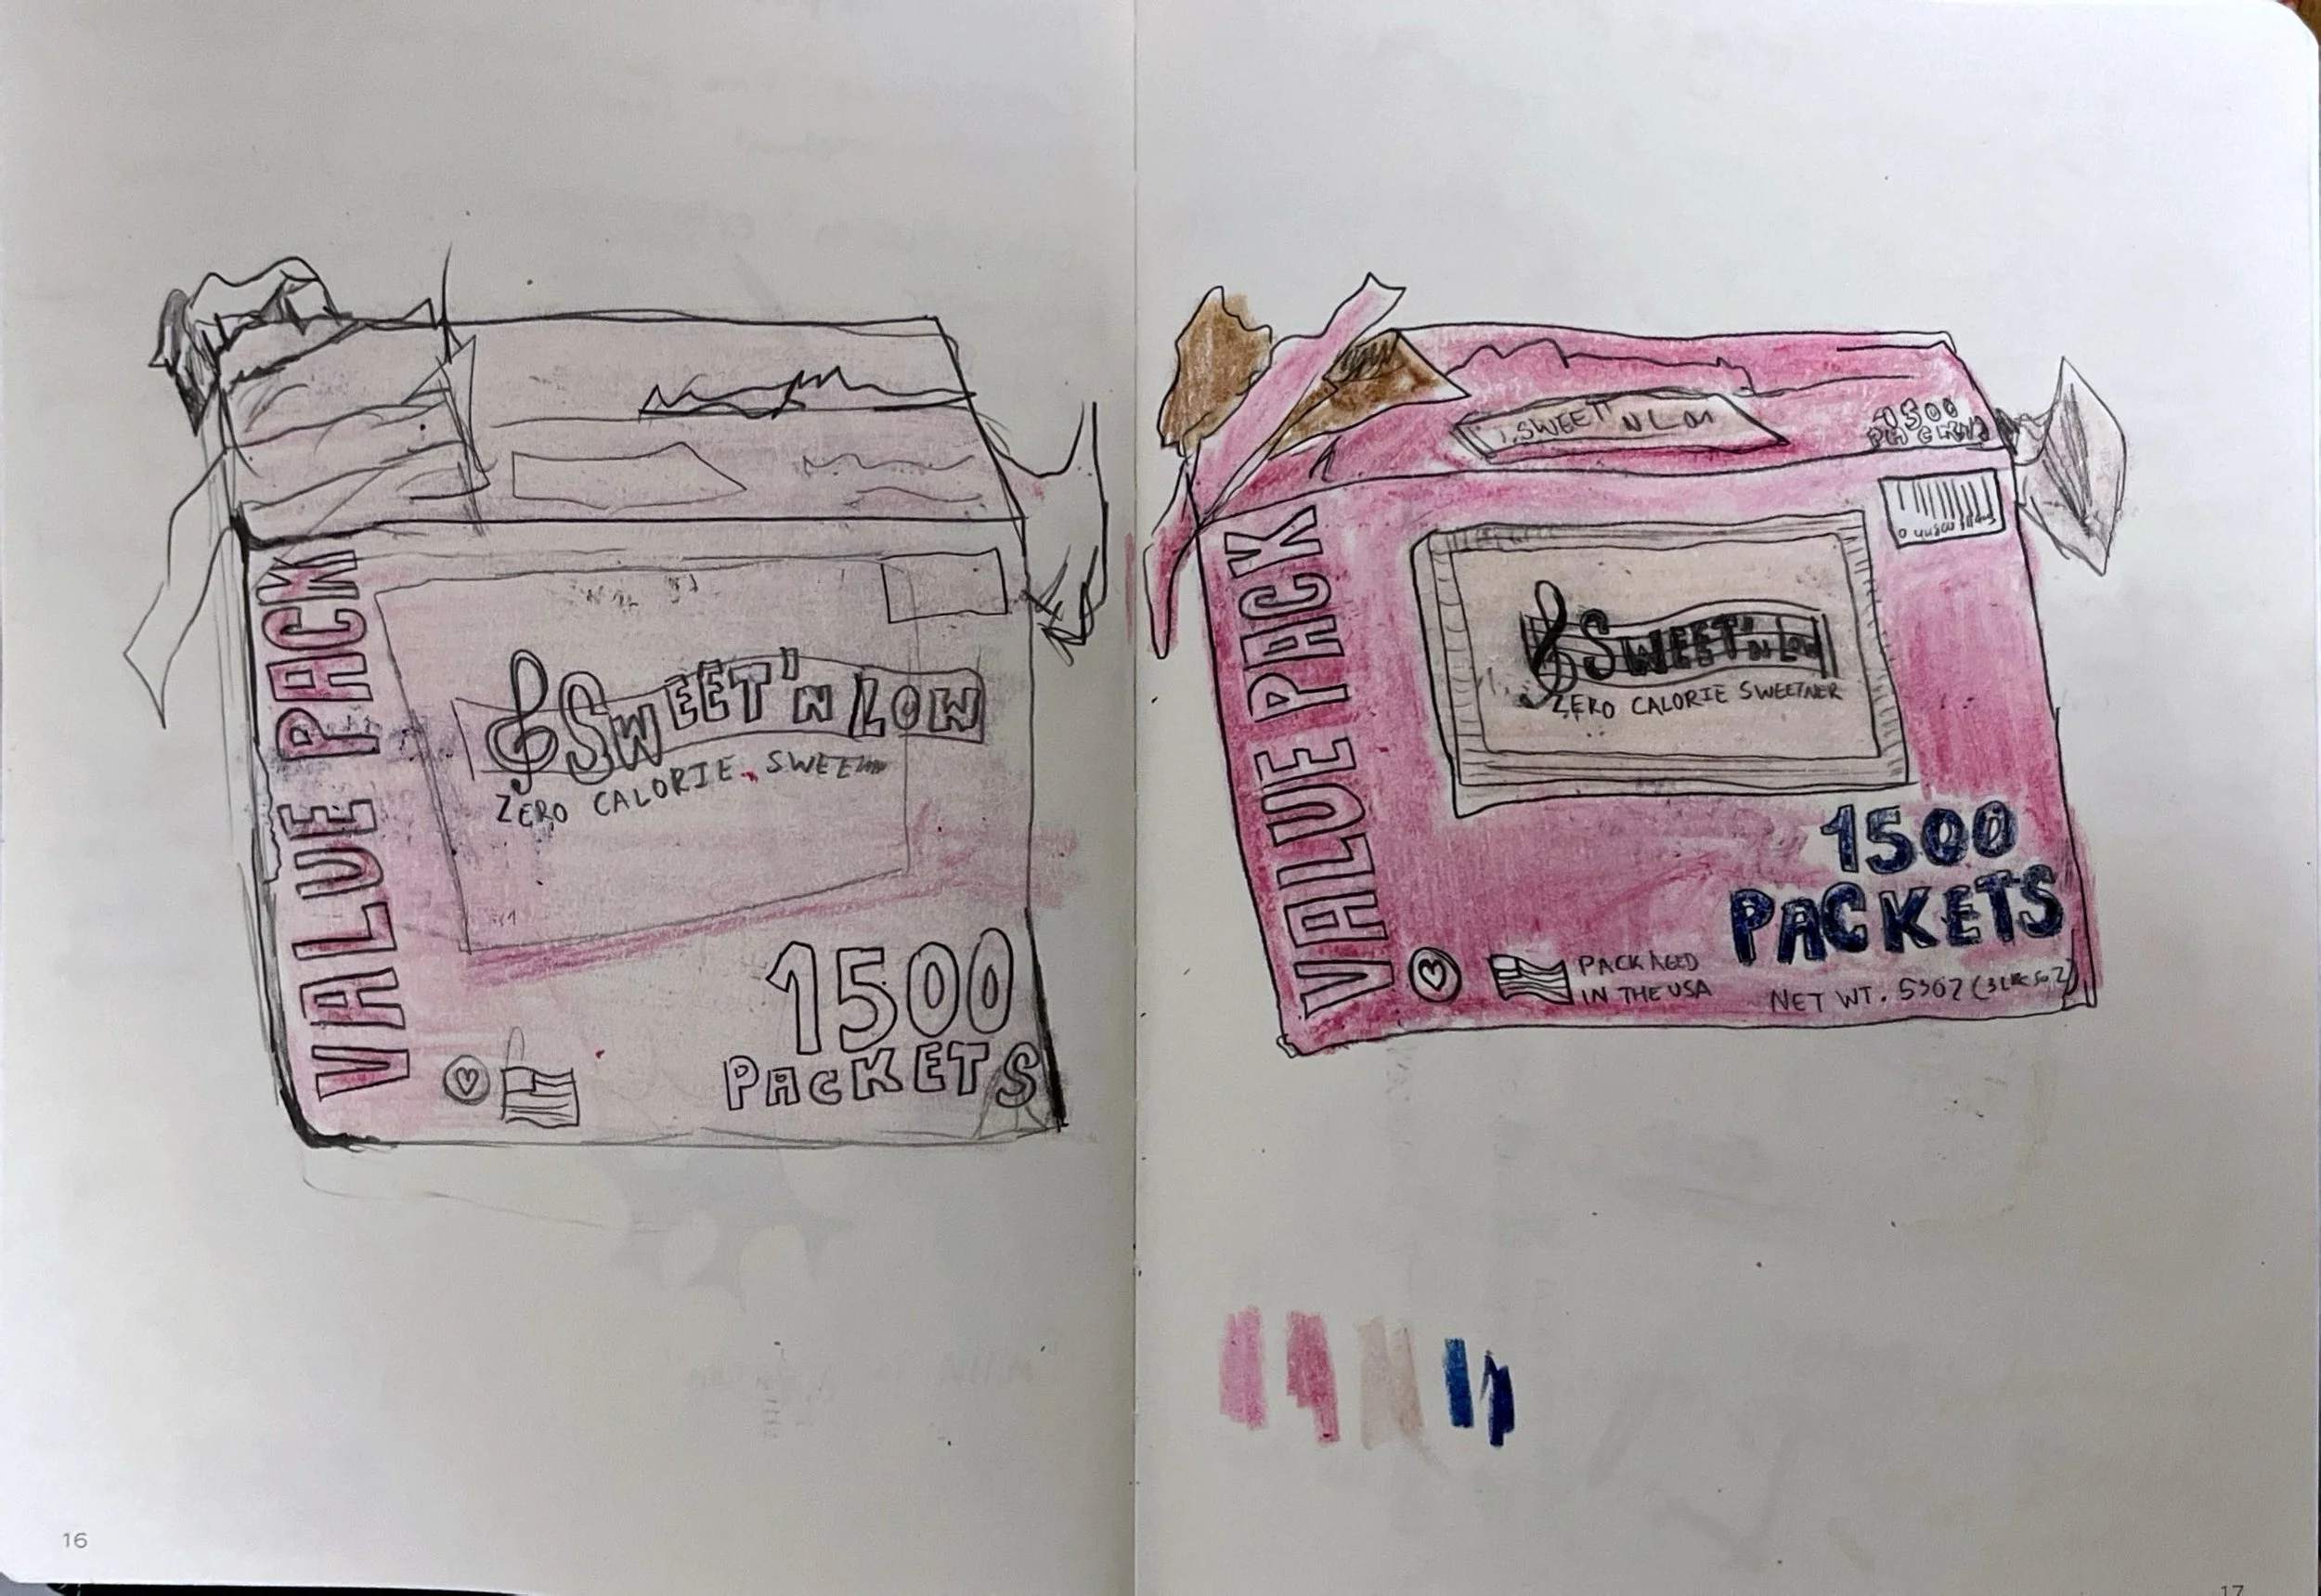 VALUE PACK
SWEET'N LOW
ZERO CALORIE SWEE
1500
PACKETS
16
SWEET N LOW
1500
VALUE PACK
SWEET'N LOW
ZERO CALORIE SWEETNER
1500
PACKETS
PACKAGED
IN THE USA
NET WT.
17